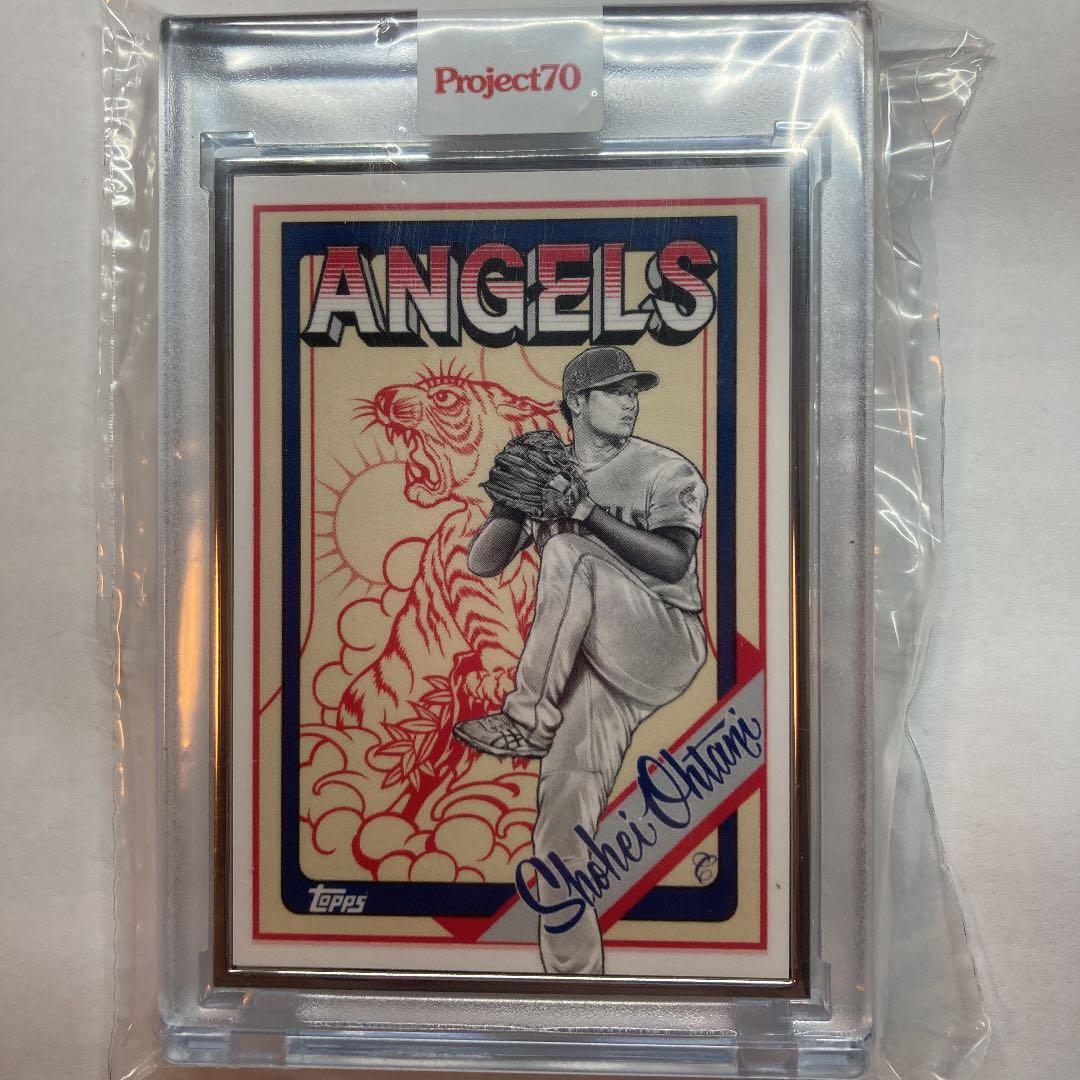 Project70
ANGELS
Shohei Ohtani
TOPPS